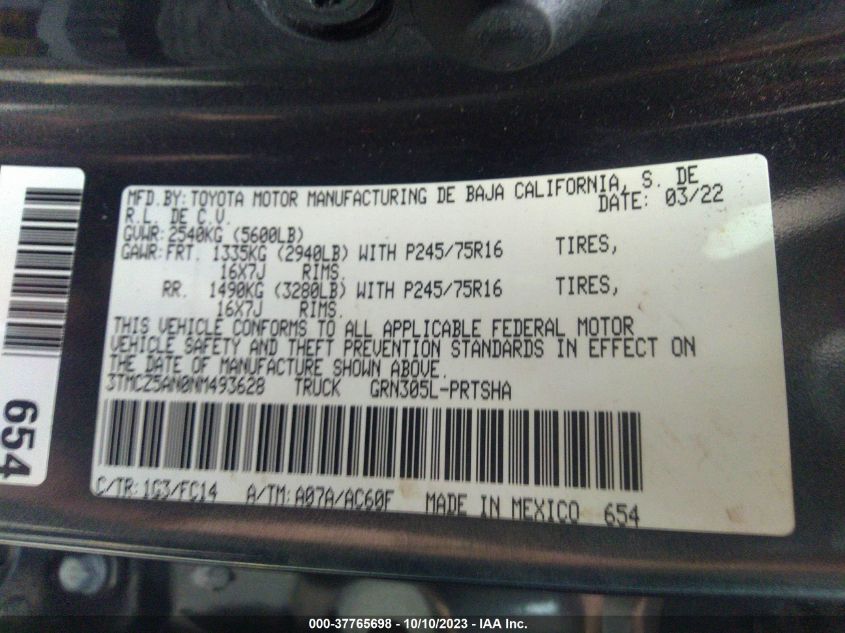 MFD.BY:TOYOTA MOTOR MANUFACTURING DE BAJA CALIFORNIA, S. DE
R.L. DE C.V. DATE: 03/22
GVWR:2540KG (5600LB)
GAWR:FRT. 1335KG (2940LB) WITH P245/75R16 TIRES,
16X7J RIMS.
RR. 1490KG (3280LB) WITH P245/75R16 TIRES,
16X7J RIMS.
THIS VEHICLE CONFORMS TO ALL APPLICABLE FEDERAL MOTOR
VEHICLE SAFETY AND THEFT PREVENTION STANDARDS IN EFFECT ON
THE DATE OF MANUFACTURE SHOWN ABOVE.
3TMCZ5AN0NM493628 TRUCK GRN305L-PRTSHA
C/TR:1G3/FC14 A/TM:A07A/AC60F MADE IN MEXICO 654
654
000-37765698 - 10/10/2023 - IAA Inc.